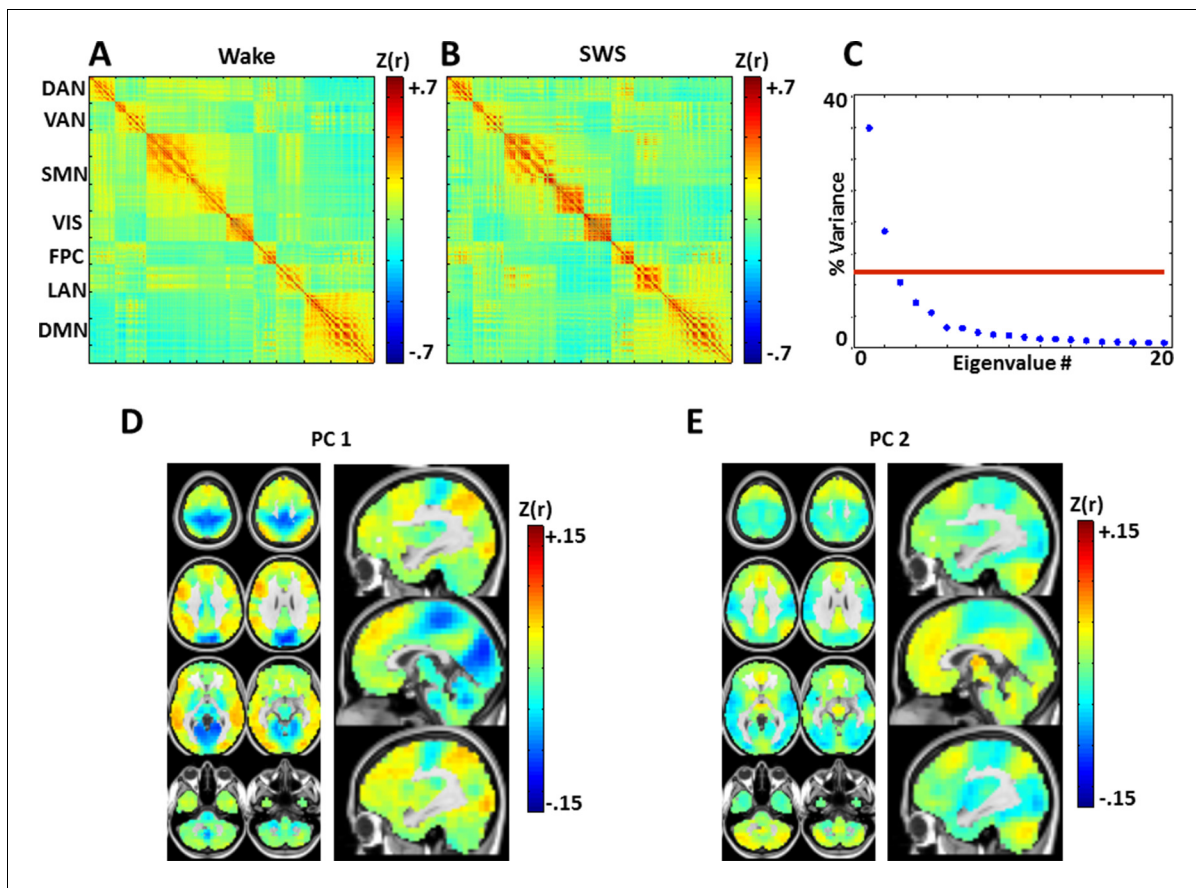 A Wake Z(r)
+.7
-.7
DAN
VAN
SMN
VIS
FPC
LAN
DMN
B SWS Z(r)
+.7
-.7
C
40
% Variance
0
0 Eigenvalue # 20
D
PC 1
Z(r)
+.15
-.15
E
PC 2
Z(r)
+.15
-.15